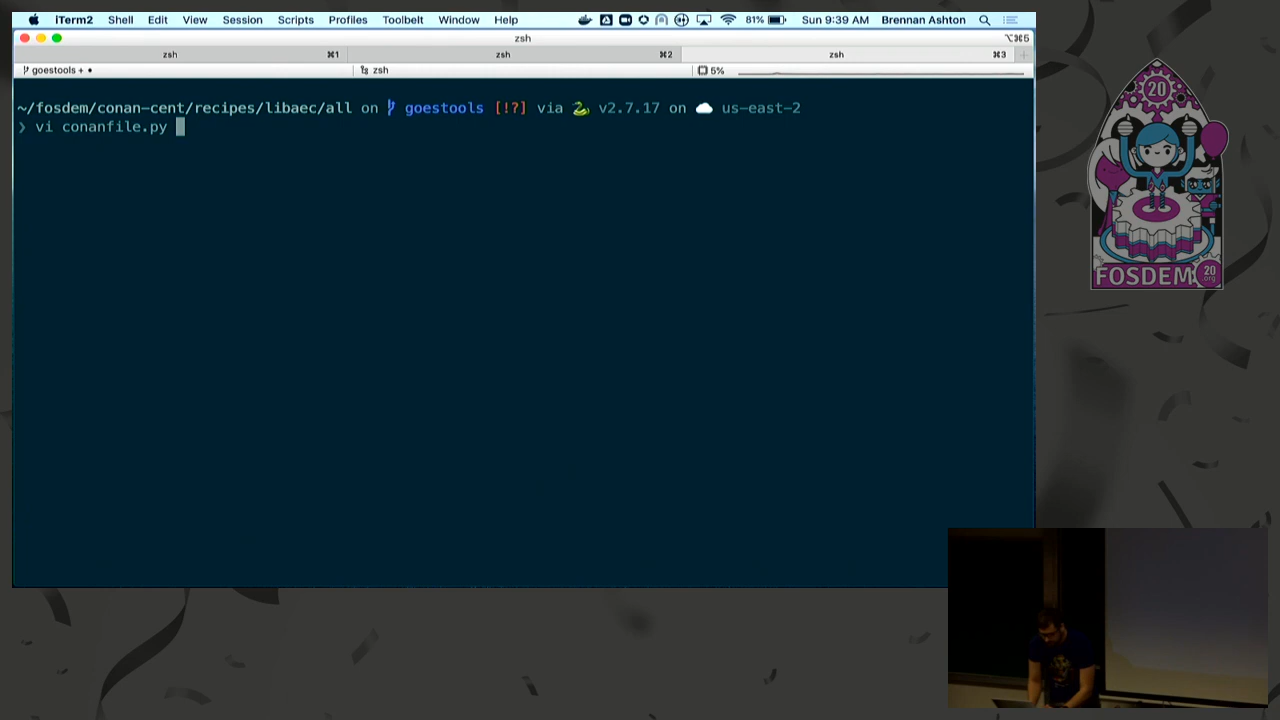 iTerm2 Shell Edit View Session Scripts Profiles Toolbelt Window Help 81% Sun 9:39 AM Brennan Ashton
zsh ⌥⌘5
zsh ⌘1 zsh ⌘2 zsh ⌘3 +
goestools + • zsh 5%
~/fosdem/conan-cent/recipes/libaec/all on goestools [!?] via v2.7.17 on us-east-2
❯ vi conanfile.py
20
FOSDEM 20 .org